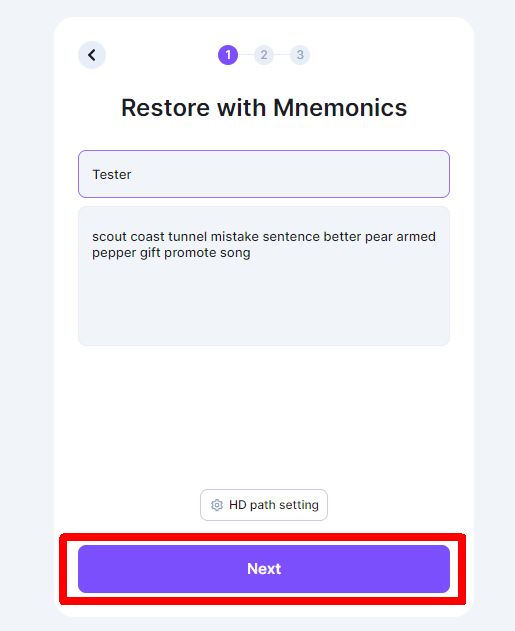 1 2 3
Restore with Mnemonics
Tester
scout coast tunnel mistake sentence better pear armed
pepper gift promote song
HD path setting
Next